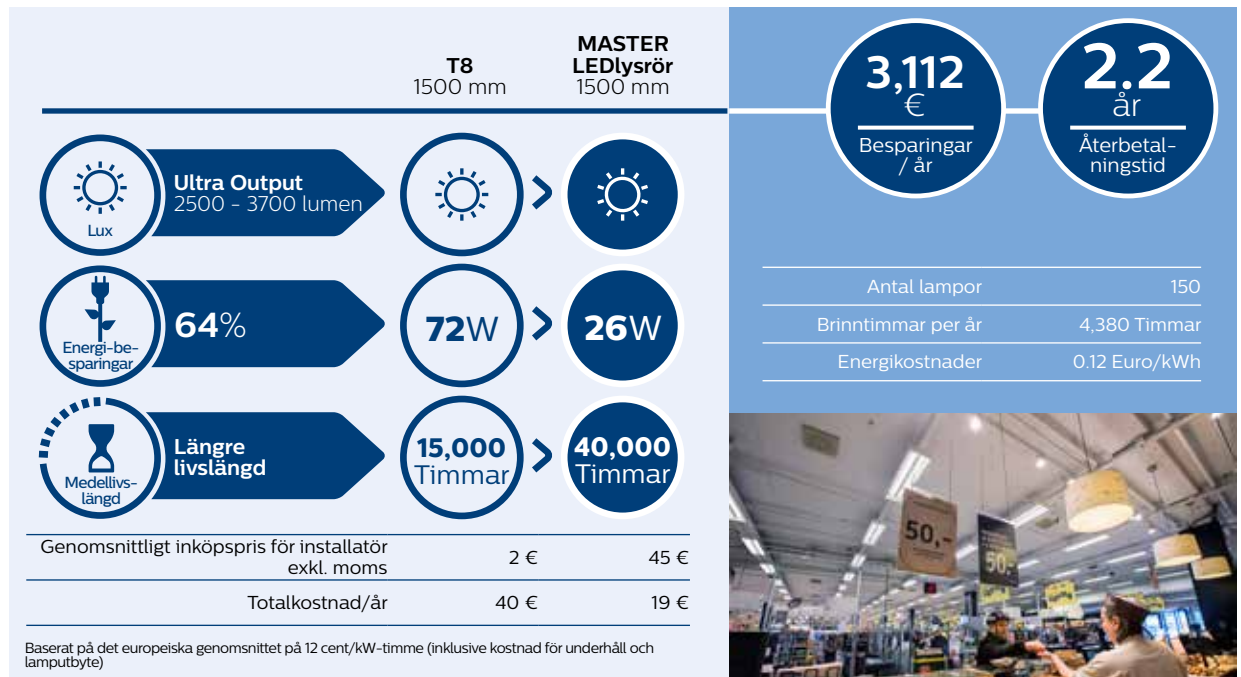 T8
1500 mm
MASTER
LEDlysrör
1500 mm
Lux
Ultra Output
2500 - 3700 lumen
Energi-be-
sparingar
64%
72W
26W
Medellivs-
längd
Längre
livslängd
15,000
Timmar
40,000
Timmar
Genomsnittligt inköpspris för installatör
exkl. moms
2 €
45 €
Totalkostnad/år
40 €
19 €
Baserat på det europeiska genomsnittet på 12 cent/kW-timme (inklusive kostnad för underhåll och
lamputbyte)
3,112
€
Besparingar
/ år
2.2
år
Återbetal-
ningstid
Antal lampor 150
Brinntimmar per år 4,380 Timmar
Energikostnader 0.12 Euro/kWh
50,-
50,-